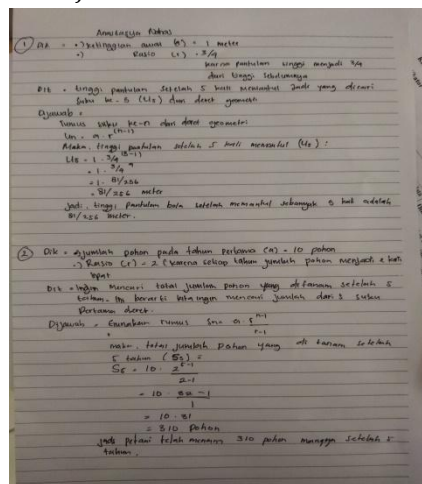 ① Dik = •) ketinggian awal (a) = 1 meter
•) Rasio (r) = 3/4
karna pantulan tinggi menjadi 3/4
dari tinggi sebelumnya
Dit = tinggi pantulan setelah 5 kali memantul jadi yang dicari
suku ke-5 (U5) dari deret geometri
Dijawab =
rumus suku ke-n dari deret geometri
Un = a · r^(n-1)
Maka, tinggi pantulan setelah 5 kali memantul (U5) :
U5 = 1 · 3/4^(5-1)
= 1 · 3/4^4
= 1 · 81/256
= 81/256 meter
Jadi, tinggi pantulan bola setelah memantul sebanyak 5 kali adalah
81/256 meter.
② Dik = •) jumlah pohon pada tahun pertama (a) = 10 pohon
•) Rasio (r) = 2 (karena setiap tahun jumlah pohon menjadi 2 kali
lipat
Dit = Ingin mencari total jumlah pohon yang ditanam setelah 5
tahun. Ini berarti kita ingin mencari jumlah dari 5 suku
pertama deret.
Dijawab = Gunakan rumus Sn = a · r^n-1
r-1
maka, total jumlah pohon yang di tanam setelah
5 tahun (S5) =
S5 = 10 · 2^5-1
2-1
= 10 · 32 - 1
1
= 10 · 31
= 310 pohon
Jadi petani telah menanam 310 pohon mangga setelah 5
tahun.